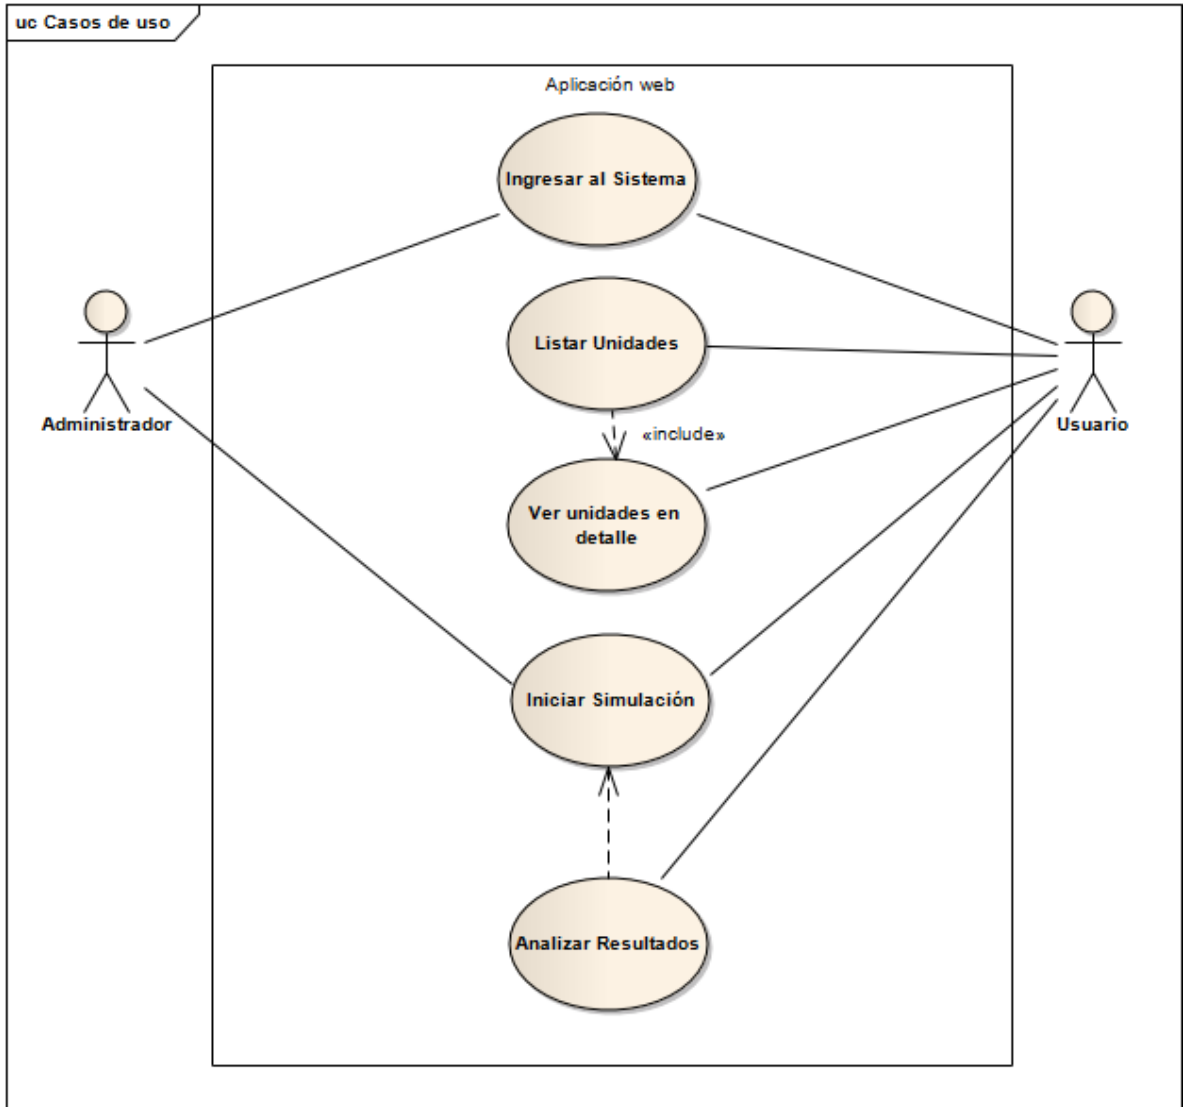 uc Casos de uso
Aplicación web
Ingresar al Sistema
Listar Unidades
Administrador
Usuario
«include»
Ver unidades en
detalle
Iniciar Simulación
Analizar Resultados